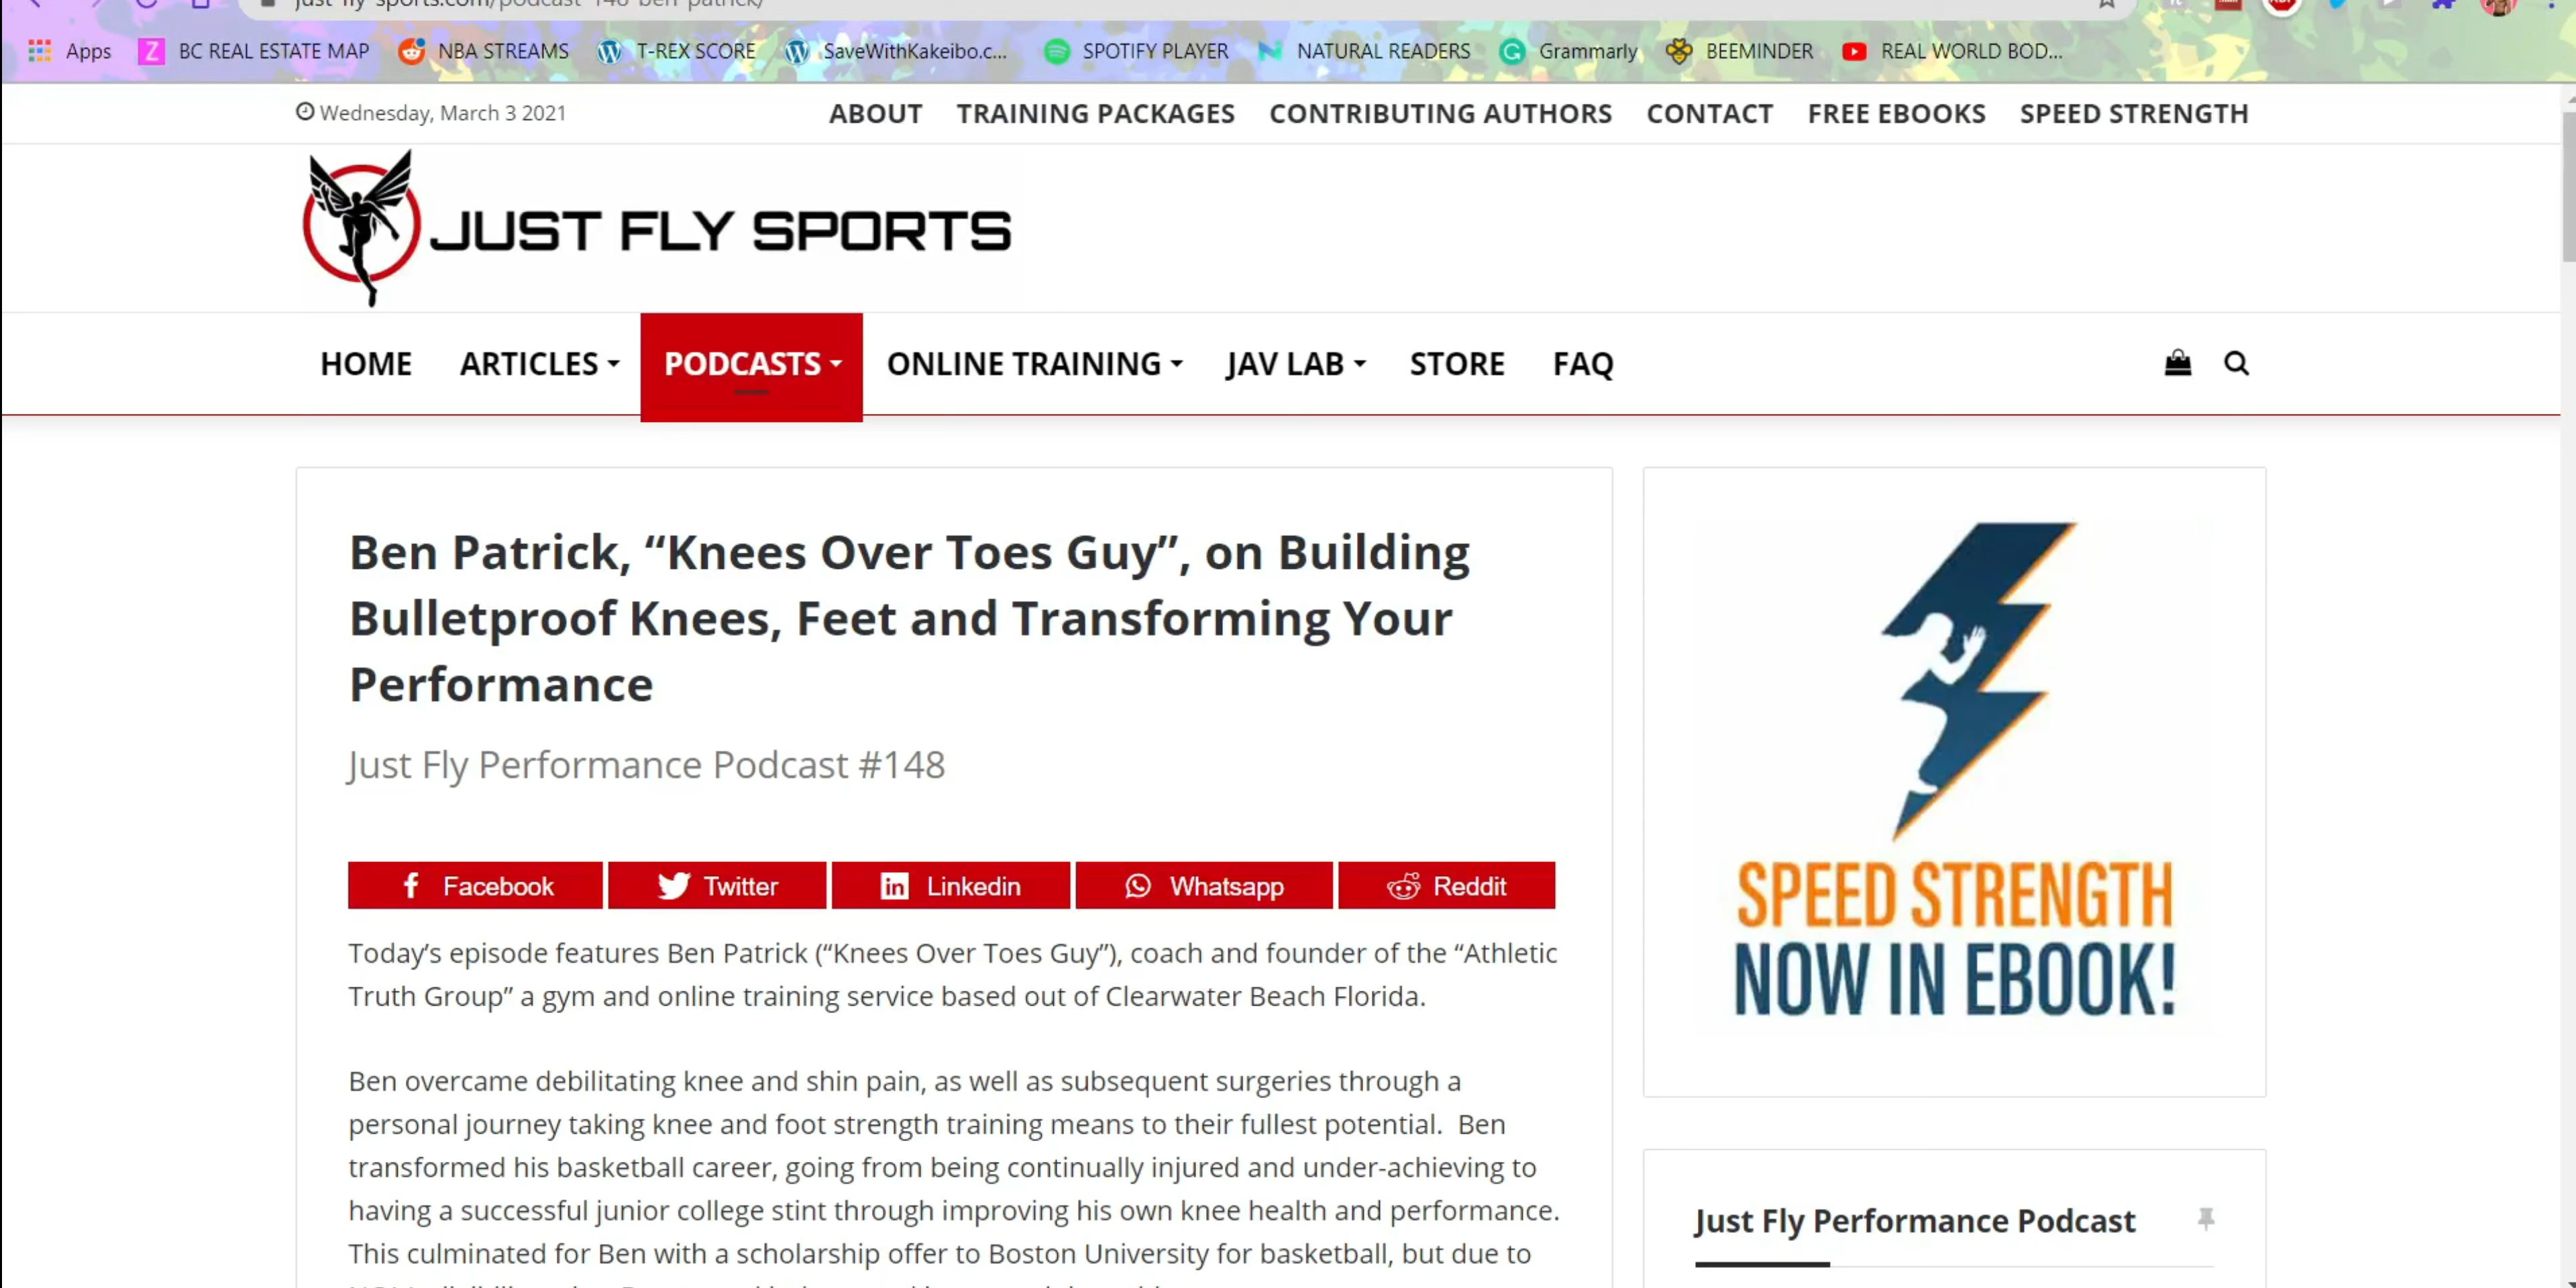 just-fly-sports.com/podcast-148-ben-patrick/
Apps BC REAL ESTATE MAP NBA STREAMS T-REX SCORE SaveWithKakeibo.c... SPOTIFY PLAYER NATURAL READERS Grammarly BEEMINDER REAL WORLD BOD...
Wednesday, March 3 2021 ABOUT TRAINING PACKAGES CONTRIBUTING AUTHORS CONTACT FREE EBOOKS SPEED STRENGTH
JUST FLY SPORTS
HOME ARTICLES PODCASTS ONLINE TRAINING JAV LAB STORE FAQ
Ben Patrick, “Knees Over Toes Guy”, on Building
Bulletproof Knees, Feet and Transforming Your
Performance
Just Fly Performance Podcast #148
Facebook Twitter Linkedin Whatsapp Reddit
Today’s episode features Ben Patrick (“Knees Over Toes Guy”), coach and founder of the “Athletic
Truth Group” a gym and online training service based out of Clearwater Beach Florida.
Ben overcame debilitating knee and shin pain, as well as subsequent surgeries through a
personal journey taking knee and foot strength training means to their fullest potential.  Ben
transformed his basketball career, going from being continually injured and under-achieving to
having a successful junior college stint through improving his own knee health and performance.
This culminated for Ben with a scholarship offer to Boston University for basketball, but due to
SPEED STRENGTH
NOW IN EBOOK!
Just Fly Performance Podcast